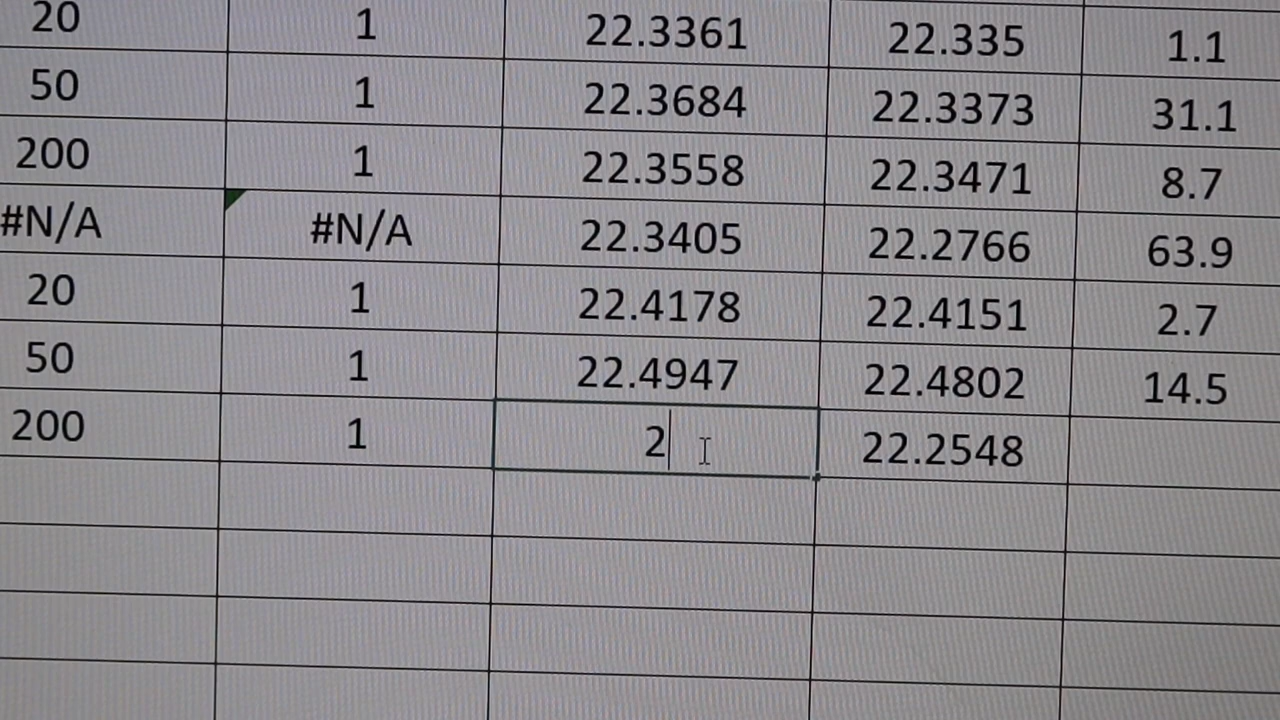 20 1 22.3361 22.335 1.1
50 1 22.3684 22.3373 31.1
200 1 22.3558 22.3471 8.7
#N/A #N/A 22.3405 22.2766 63.9
20 1 22.4178 22.4151 2.7
50 1 22.4947 22.4802 14.5
200 1 2 22.2548